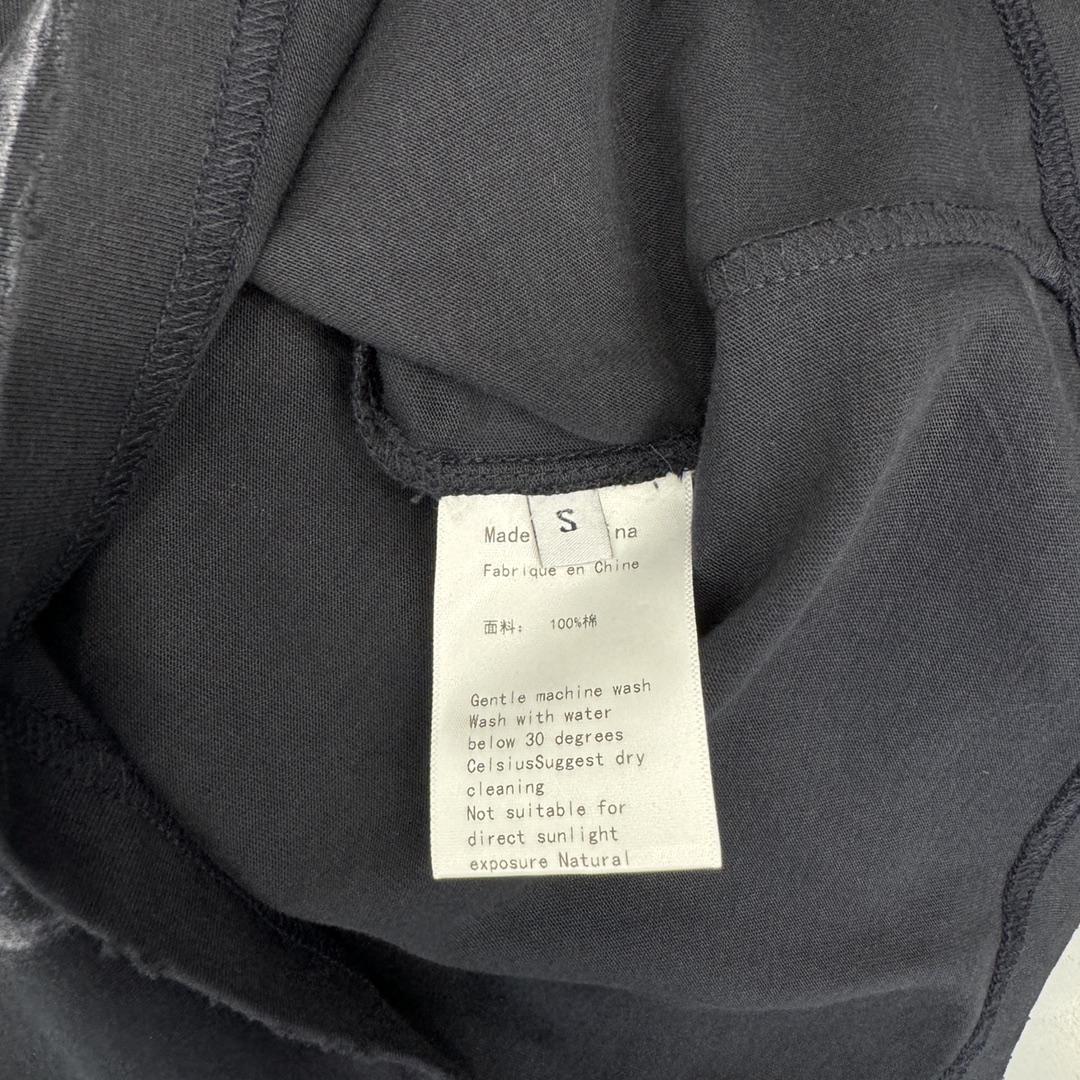 S
Made
na
Fabrique en Chine
面料： 100%棉
Gentle machine wash
Wash with water
below 30 degrees
CelsiusSuggest dry
cleaning
Not suitable for
direct sunlight
exposure Natural